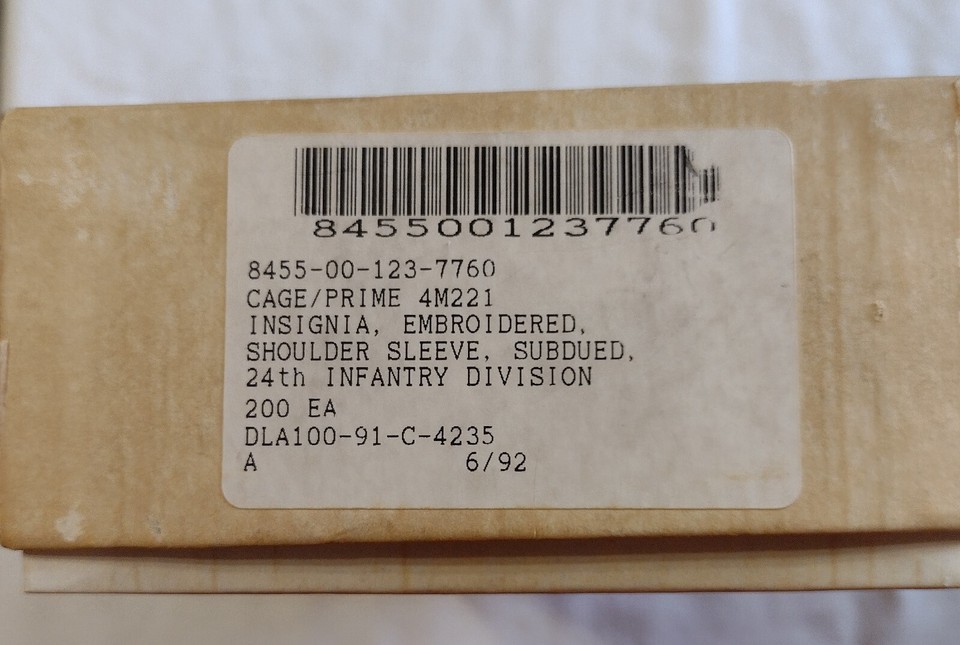 8455001237760
8455-00-123-7760
CAGE/PRIME 4M221
INSIGNIA, EMBROIDERED,
SHOULDER SLEEVE, SUBDUED,
24th INFANTRY DIVISION
200 EA
DLA100-91-C-4235
A 6/92